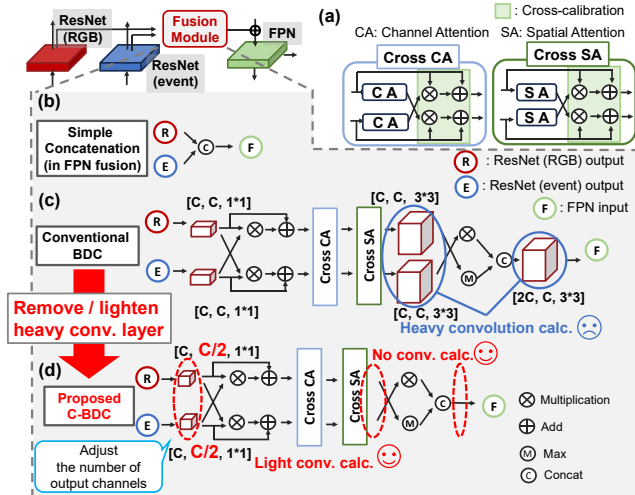 ResNet
(RGB)
Fusion
Module
FPN
ResNet
(event)
(a)
: Cross-calibration
CA: Channel Attention
SA: Spatial Attention
Cross CA
Cross SA
C A
C A
S A
S A
(b)
Simple
Concatenation
(in FPN fusion)
R
E
C
F
R : ResNet (RGB) output
E : ResNet (event) output
F : FPN input
(c)
Conventional
BDC
R
E
[C, C, 1*1]
[C, C, 1*1]
Cross CA
Cross SA
[C, C, 3*3]
[C, C, 3*3]
M
C
[2C, C, 3*3]
F
Heavy convolution calc.
Remove / lighten
heavy conv. layer
(d)
Proposed
C-BDC
R
E
[C, C/2, 1*1]
[C, C/2, 1*1]
Cross CA
Cross SA
No conv. calc.
M
C
F
Light conv. calc.
Adjust
the number of
output channels
Multiplication
Add
M Max
C Concat